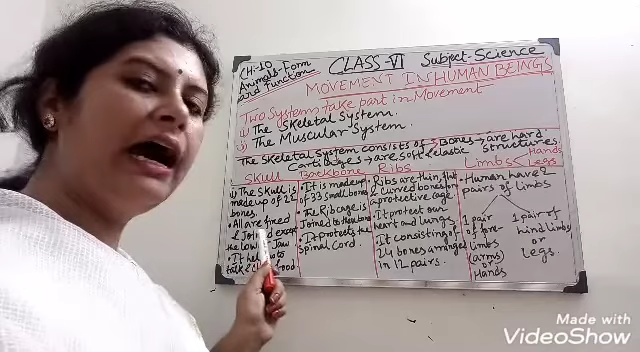 CH:-10
Animals-Form
and Function
CLASS-VI Subject-Science
MOVEMENT IN HUMAN BEINGS
Two Systems take part in Movement
i) The Skeletal System.
ii) The Muscular System.
The Skeletal System consists of Bones → are hard
Cartilages → are soft & elastic structures.
Skull
i) The Skull is
made up of 22
bones.
• All are fixed
& Joined except
the lower Jaw
• It helps to
talk & food
Backbone
• It is made up
of 33 small bones
• The Rib cage is
Joined to the
• It protects the
Spinal Cord.
Ribs
• Ribs are thin, flat
& curved bones form
a protective cage
• It protect our
heart and lungs.
It consisting of
24 bones arranged
in 12 pairs.
Limbs Hands Legs
• Human have 2
pairs of limbs
1 pair
of fore-
limbs
(arms)
or
Hands
1 pair of
hind limbs
or
Legs.
Made with
VideoShow